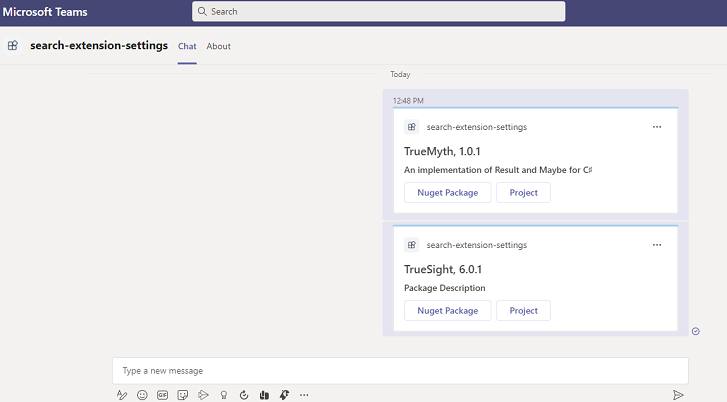 Microsoft Teams
Search
search-extension-settings Chat About
Today
12:48 PM
search-extension-settings
TrueMyth, 1.0.1
An implementation of Result and Maybe for C♯
Nuget Package Project
search-extension-settings
TrueSight, 6.0.1
Package Description
Nuget Package Project
Type a new message
GIF